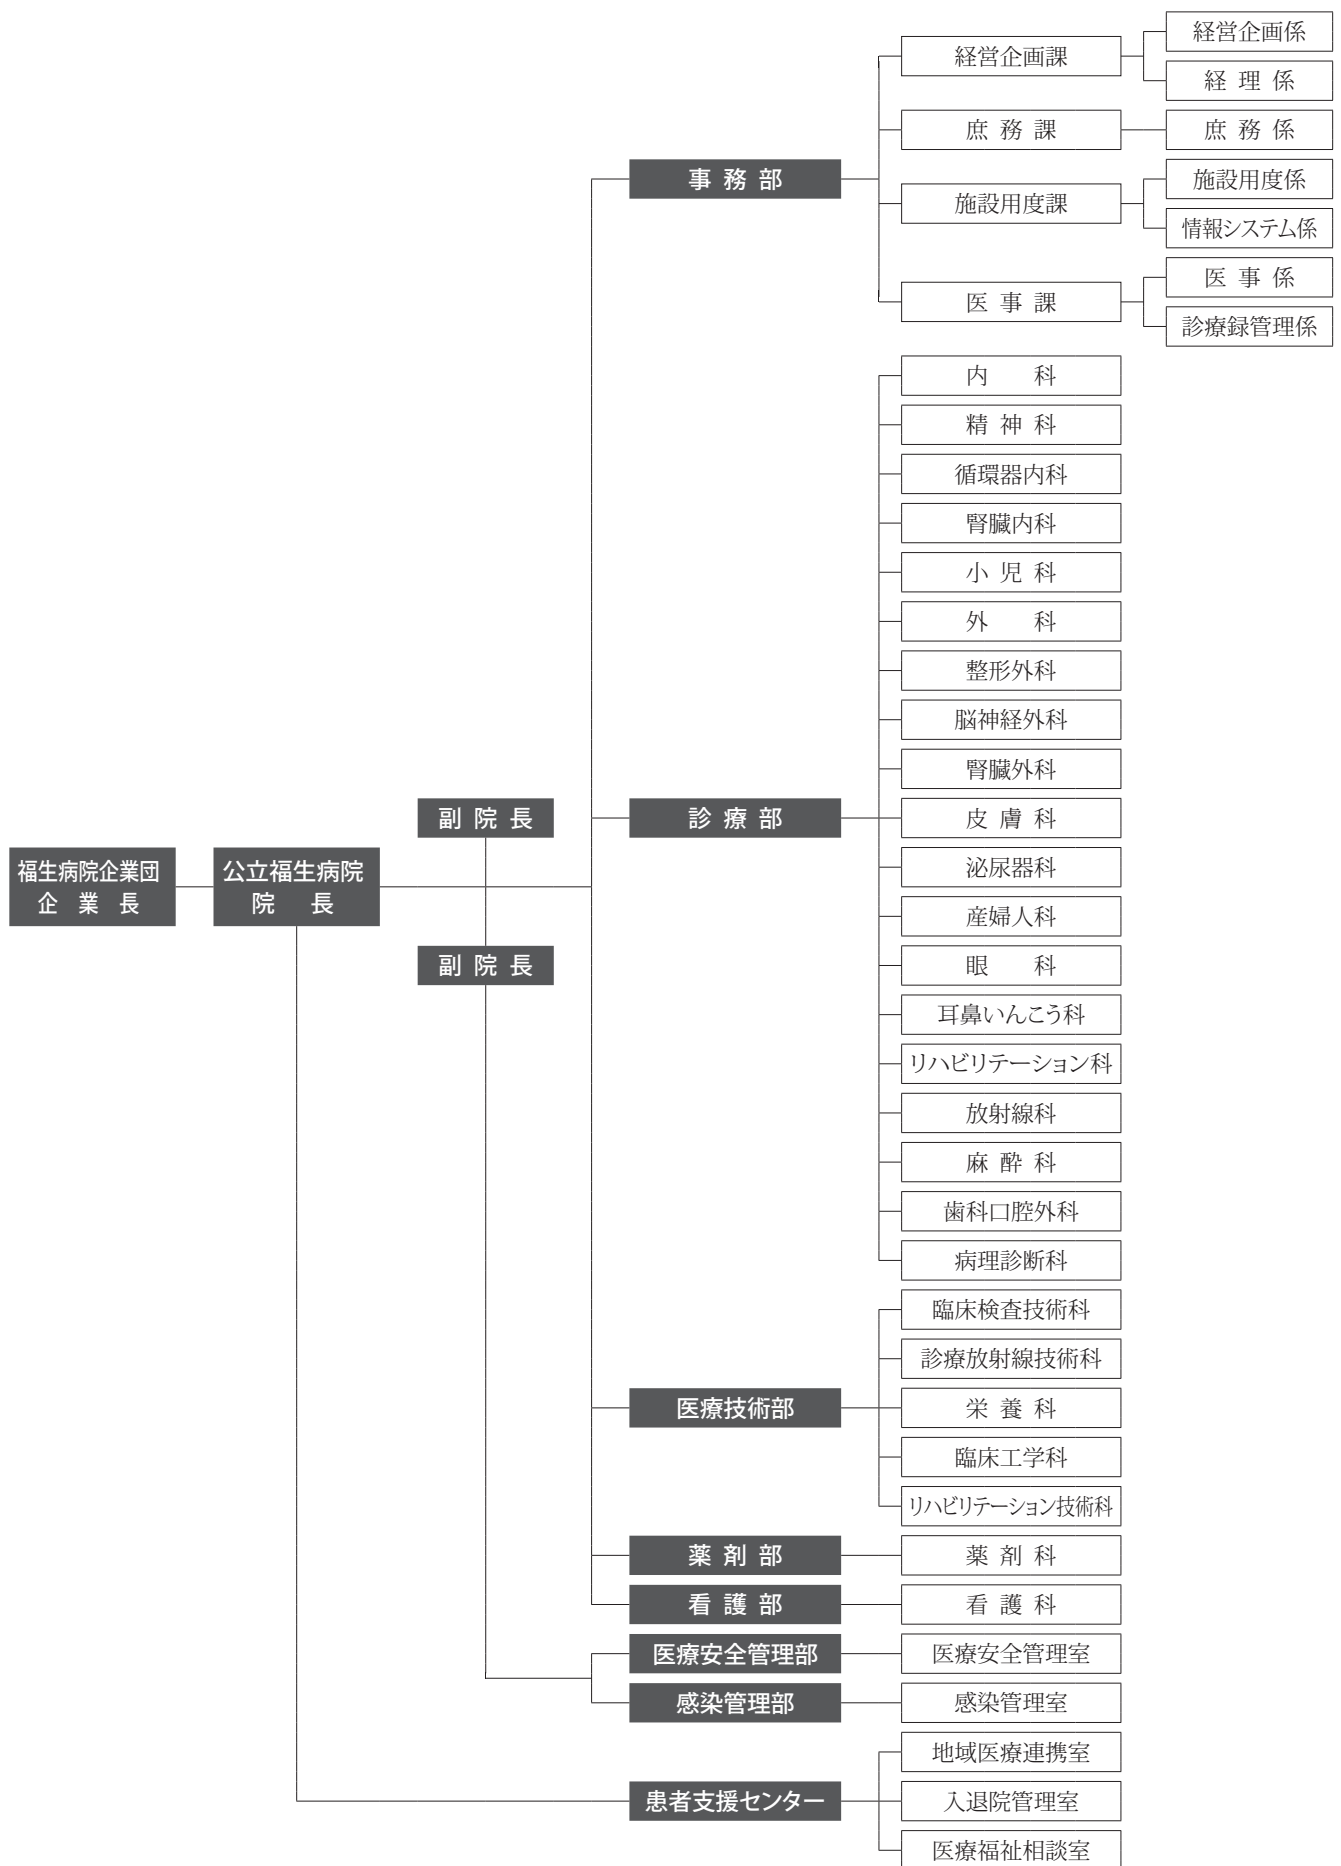 福生病院企業団
企業長
公立福生病院
院長
副院長
副院長
事務部
経営企画課
経営企画係
経理係
庶務課
庶務係
施設用度課
施設用度係
情報システム係
医事課
医事係
診療録管理係
診療部
内科
精神科
循環器内科
腎臓内科
小児科
外科
整形外科
脳神経外科
腎臓外科
皮膚科
泌尿器科
産婦人科
眼科
耳鼻いんこう科
リハビリテーション科
放射線科
麻酔科
歯科口腔外科
病理診断科
医療技術部
臨床検査技術科
診療放射線技術科
栄養科
臨床工学科
リハビリテーション技術科
薬剤部
薬剤科
看護部
看護科
医療安全管理部
医療安全管理室
感染管理部
感染管理室
患者支援センター
地域医療連携室
入退院管理室
医療福祉相談室